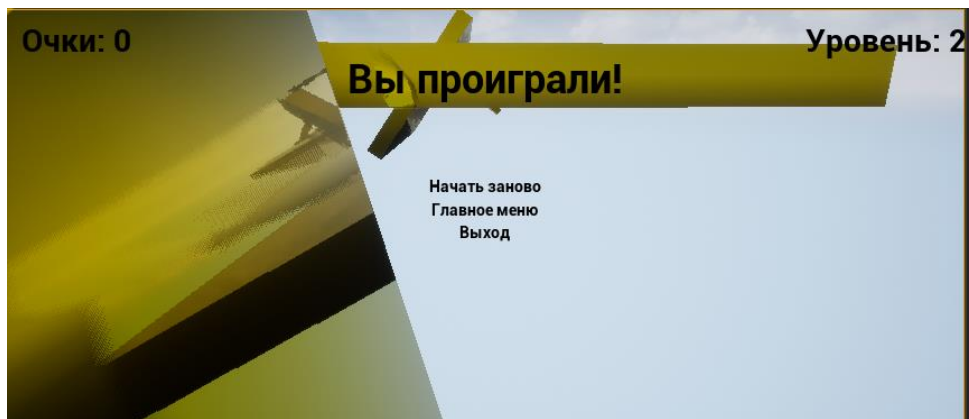 Очки: 0
Уровень: 2
Вы проиграли!
Начать заново
Главное меню
Выход